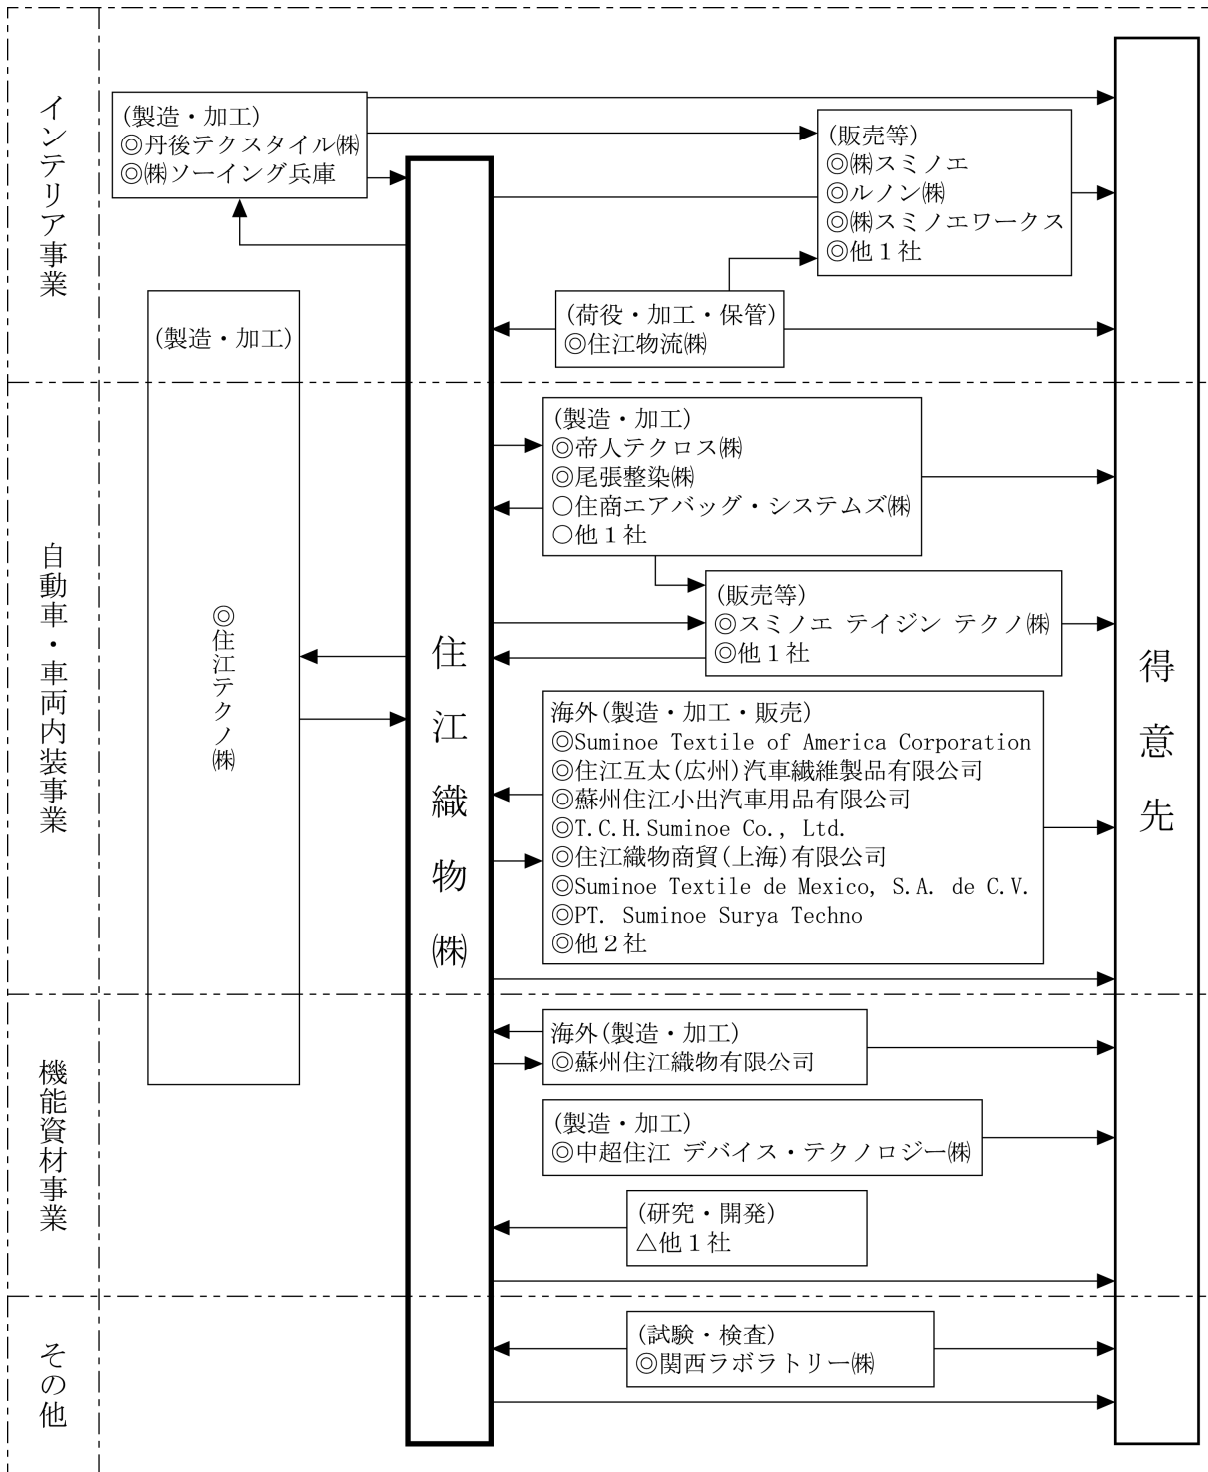 インテリア事業
(製造・加工)
◎丹後テクスタイル㈱
◎㈱ソーイング兵庫
(販売等)
◎㈱スミノエ
◎ルノン㈱
◎㈱スミノエワークス
◎他１社
(荷役・加工・保管)
◎住江物流㈱
(製造・加工)
◎住江テクノ㈱
住江織物㈱
得意先
自動車・車両内装事業
(製造・加工)
◎帝人テクロス㈱
◎尾張整染㈱
○住商エアバッグ・システムズ㈱
○他１社
(販売等)
◎スミノエ テイジン テクノ㈱
◎他１社
海外(製造・加工・販売)
◎Suminoe Textile of America Corporation
◎住江互太(広州)汽車繊維製品有限公司
◎蘇州住江小出汽車用品有限公司
◎T.C.H.Suminoe Co., Ltd.
◎住江織物商貿(上海)有限公司
◎Suminoe Textile de Mexico, S.A. de C.V.
◎PT. Suminoe Surya Techno
◎他２社
機能資材事業
海外(製造・加工)
◎蘇州住江織物有限公司
(製造・加工)
◎中超住江 デバイス・テクノロジー㈱
(研究・開発)
△他１社
その他
(試験・検査)
◎関西ラボラトリー㈱